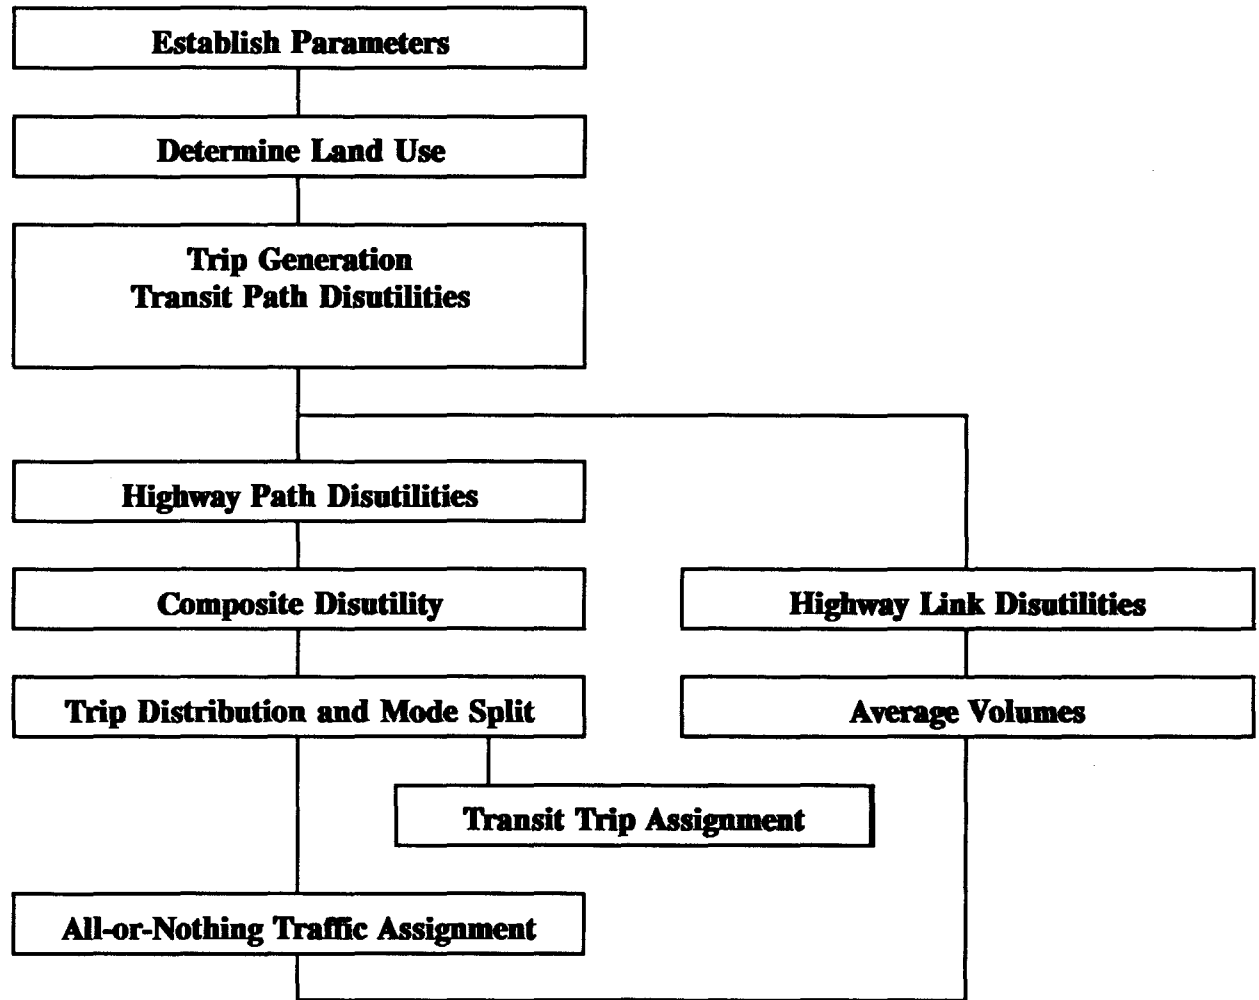 Establish Parameters
Determine Land Use
Trip Generation
Transit Path Disutilities
Highway Path Disutilities
Composite Disutility
Highway Link Disutilities
Trip Distribution and Mode Split
Average Volumes
Transit Trip Assignment
All-or-Nothing Traffic Assignment